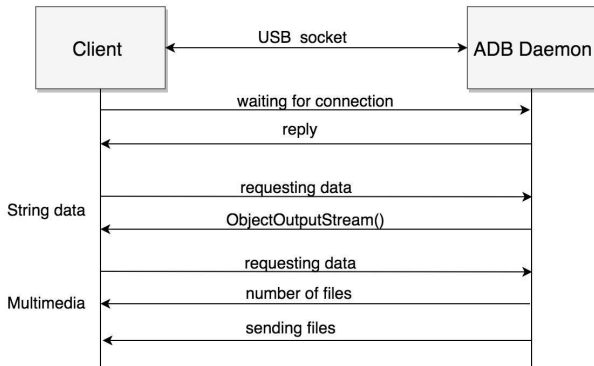 Client
USB socket
ADB Daemon
waiting for connection
reply
requesting data
String data
ObjectOutputStream()
requesting data
Multimedia
number of files
sending files